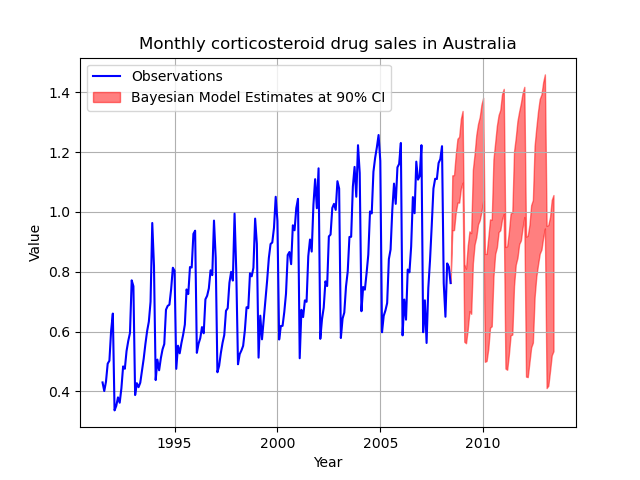 Monthly corticosteroid drug sales in Australia
Observations
Bayesian Model Estimates at 90% CI
Value
1.4
1.2
1.0
0.8
0.6
0.4
1995
2000
2005
2010
Year